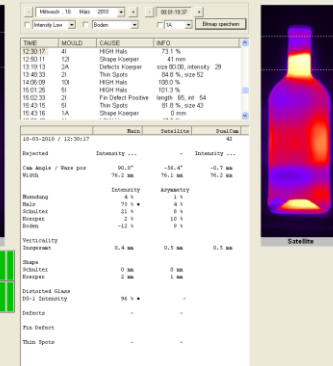 Mittwoch , 10. März 2010 08:01:19:37
Intensity Low Boden 1A Bitmap speichern
TIME MOULD CAUSE INFO
12:30:17 4I HIGH Hals 73.1 %
12:50:11 12I Shape Koerper 41 mm
13:19:13 2A Defects Koerper size 80.00, intensity 29
13:46:33 2I Thin Spots 84.8 %, size 52
14:06:09 10I HIGH Hals 100.0 %
15:01:25 5I HIGH Hals 101.3 %
15:02:33 2I Fin Defect Positive length 65, int 54
15:43:15 5I Thin Spots 81.8 %, size 43
15:43:16 1A Shape Koerper 0 mm
Main Satellite DualCam
10-03-2010 / 12:30:17 42
Rejected Intensity ... - Intensity ...
Cam Angle / Ware pos 90.0° -56.4° -0.7 mm
Width 76.2 mm 76.1 mm 76.2 mm
Intensity Asymmetry
Muendung 4 % 1 %
Hals 73 % 4 %
Schulter 21 % 8 %
Koerper 2 % 10 %
Boden -12 % 9 %
Verticality
Insgesamt 0,4 mm 0,5 mm 0,5 mm
Shape
Schulter 0 mm 0 mm
Koerper 2 mm 1 mm
Distorted Glass
DG-1 Intensity 96 % -
Defects - -
Fin Defect
Thin Spots - -
Satellite